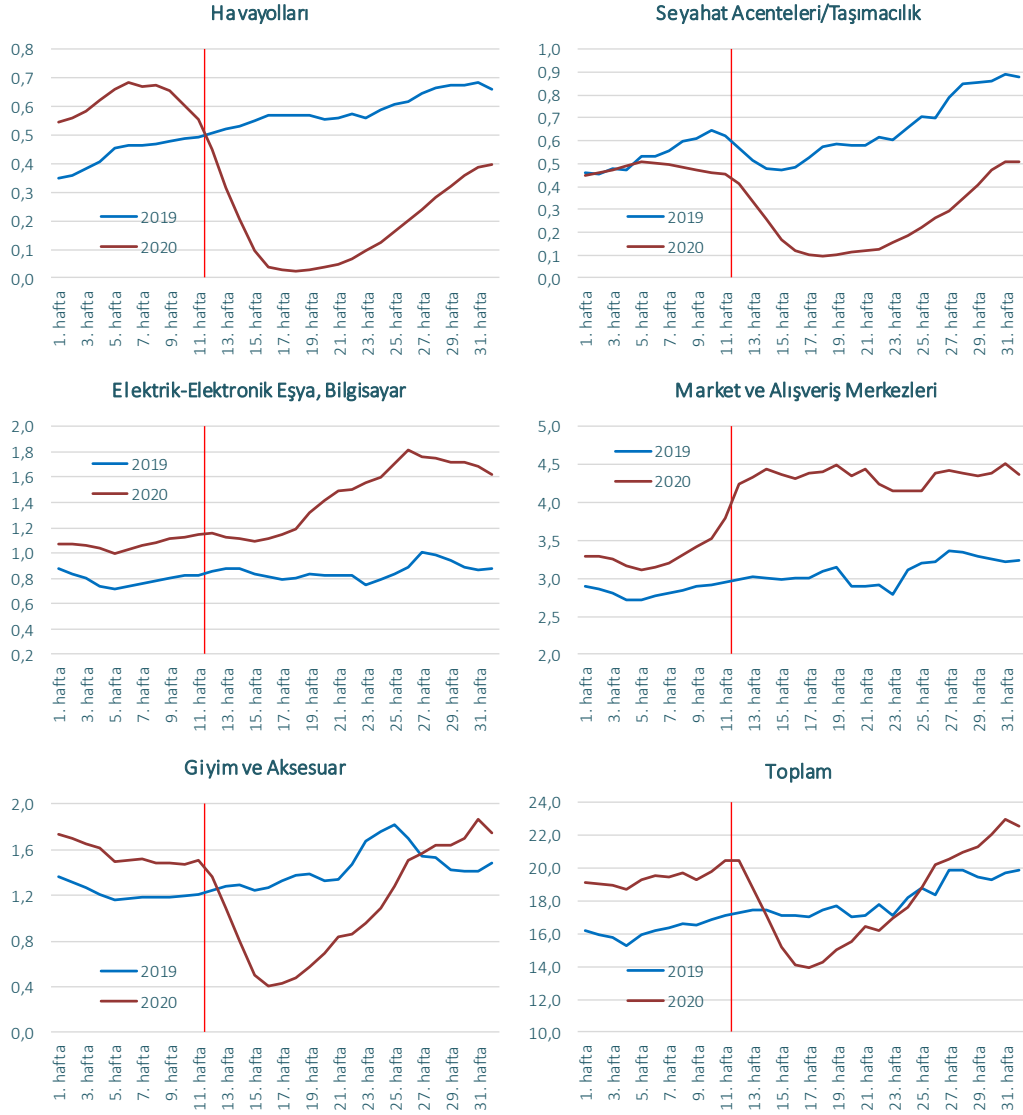 Havayolları
0,8
0,7
0,6
0,5
0,4
0,3
0,2
0,1
0,0
2019
2020
1. hafta
3. hafta
5. hafta
7. hafta
9. hafta
11. hafta
13. hafta
15. hafta
17. hafta
19. hafta
21. hafta
23. hafta
25. hafta
27. hafta
29. hafta
31. hafta
Seyahat Acenteleri/Taşımacılık
1,0
0,9
0,8
0,7
0,6
0,5
0,4
0,3
0,2
0,1
0,0
2019
2020
1. hafta
3. hafta
5. hafta
7. hafta
9. hafta
11. hafta
13. hafta
15. hafta
17. hafta
19. hafta
21. hafta
23. hafta
25. hafta
27. hafta
29. hafta
31. hafta
Elektrik-Elektronik Eşya, Bilgisayar
2,0
1,8
1,6
1,4
1,2
1,0
0,8
0,6
0,4
0,2
2019
2020
1. hafta
3. hafta
5. hafta
7. hafta
9. hafta
11. hafta
13. hafta
15. hafta
17. hafta
19. hafta
21. hafta
23. hafta
25. hafta
27. hafta
29. hafta
31. hafta
Market ve Alışveriş Merkezleri
5,0
4,5
4,0
3,5
3,0
2,5
2,0
2019
2020
1. hafta
3. hafta
5. hafta
7. hafta
9. hafta
11. hafta
13. hafta
15. hafta
17. hafta
19. hafta
21. hafta
23. hafta
25. hafta
27. hafta
29. hafta
31. hafta
Giyim ve Aksesuar
2,0
1,6
1,2
0,8
0,4
0,0
2019
2020
1. hafta
3. hafta
5. hafta
7. hafta
9. hafta
11. hafta
13. hafta
15. hafta
17. hafta
19. hafta
21. hafta
23. hafta
25. hafta
27. hafta
29. hafta
31. hafta
Toplam
24,0
22,0
20,0
18,0
16,0
14,0
12,0
10,0
2019
2020
1. hafta
3. hafta
5. hafta
7. hafta
9. hafta
11. hafta
13. hafta
15. hafta
17. hafta
19. hafta
21. hafta
23. hafta
25. hafta
27. hafta
29. hafta
31. hafta